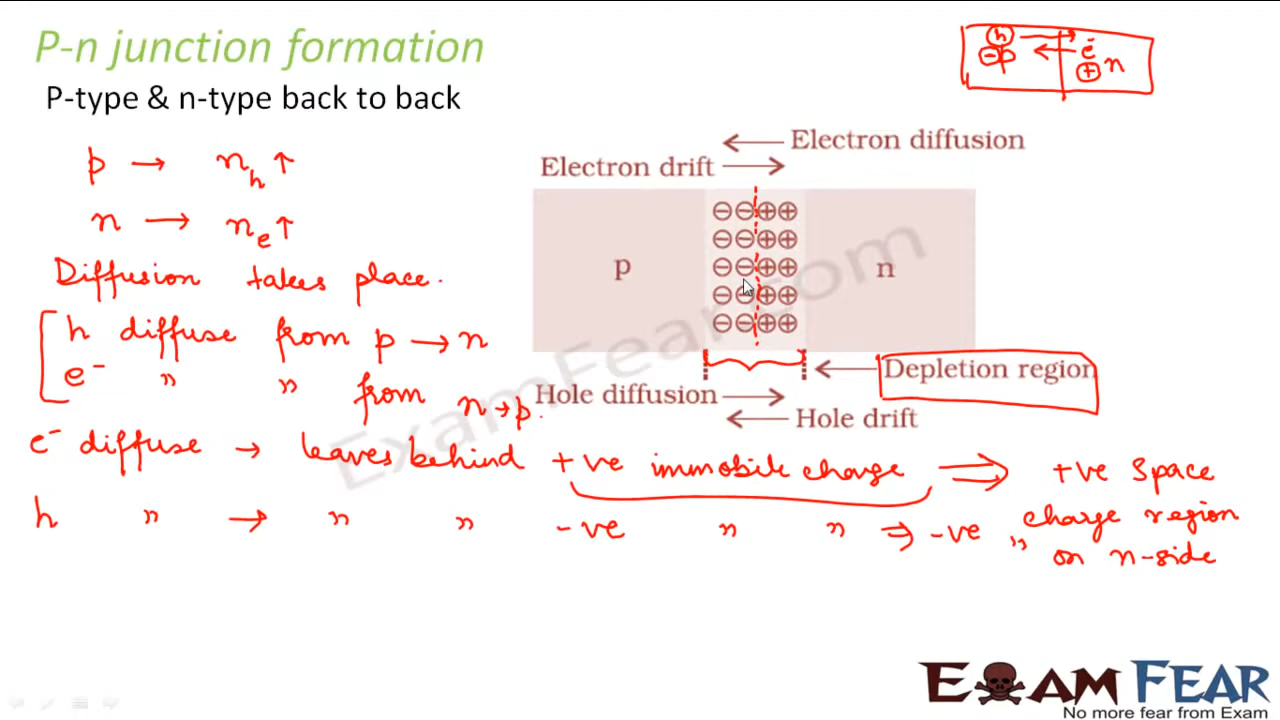 P-n junction formation
P-type & n-type back to back
h
⊖p
e⁻
⊕ n
p → nₕ ↑
n → nₑ ↑
Diffusion takes place.
h diffuse from p → n
e⁻ " " from n → p.
Electron diffusion
Electron drift
⊖⊖⊕⊕
⊖⊖⊕⊕
p ⊖⊖⊕⊕ n
⊖⊖⊕⊕
⊖⊖⊕⊕
Depletion region
Hole diffusion
Hole drift
e⁻ diffuse → leaves behind +ve immobile charge ⇒ +ve Space
charge region
on n-side
h " → " " -ve " " ⇒ -ve "
ExamFear.com
EXAM FEAR
No more fear from Exam